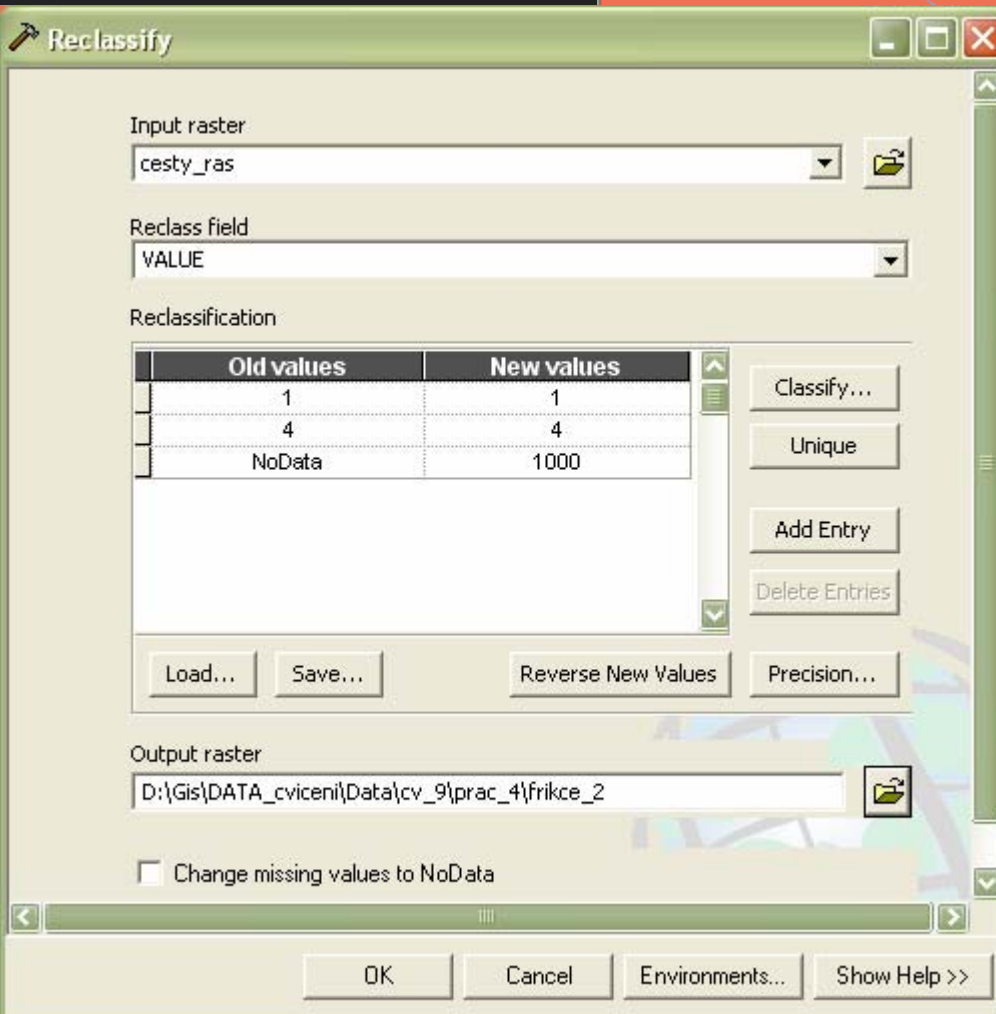 Reclassify
Input raster
cesty_ras
Reclass field
VALUE
Reclassification
Old values New values
1 1
4 4
NoData 1000
Classify...
Unique
Add Entry
Delete Entries
Load... Save... Reverse New Values Precision...
Output raster
D:\Gis\DATA_cviceni\Data\cv_9\prac_4\frikce_2
Change missing values to NoData
OK Cancel Environments... Show Help >>